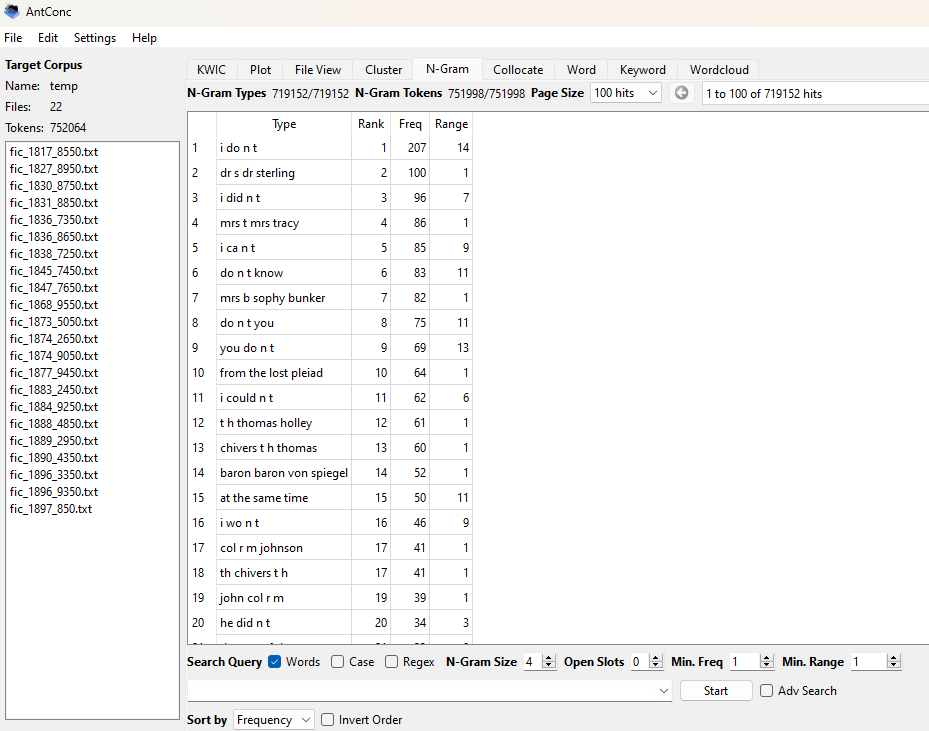 AntConc
File Edit Settings Help
Target Corpus
Name: temp
Files: 22
Tokens: 752064
fic_1817_8550.txt
fic_1827_8950.txt
fic_1830_8750.txt
fic_1831_8850.txt
fic_1836_7350.txt
fic_1836_8650.txt
fic_1838_7250.txt
fic_1845_7450.txt
fic_1847_7650.txt
fic_1868_9550.txt
fic_1873_5050.txt
fic_1874_2650.txt
fic_1874_9050.txt
fic_1877_9450.txt
fic_1883_2450.txt
fic_1884_9250.txt
fic_1888_4850.txt
fic_1889_2950.txt
fic_1890_4350.txt
fic_1896_3350.txt
fic_1896_9350.txt
fic_1897_850.txt
KWIC Plot File View Cluster N-Gram Collocate Word Keyword Wordcloud
N-Gram Types 719152/719152 N-Gram Tokens 751998/751998 Page Size 100 hits 1 to 100 of 719152 hits
Type Rank Freq Range
1 i do n t 1 207 14
2 dr s dr sterling 2 100 1
3 i did n t 3 96 7
4 mrs t mrs tracy 4 86 1
5 i ca n t 5 85 9
6 do n t know 6 83 11
7 mrs b sophy bunker 7 82 1
8 do n t you 8 75 11
9 you do n t 9 69 13
10 from the lost pleiad 10 64 1
11 i could n t 11 62 6
12 t h thomas holley 12 61 1
13 chivers t h thomas 13 60 1
14 baron baron von spiegel 14 52 1
15 at the same time 15 50 11
16 i wo n t 16 46 9
17 col r m johnson 17 41 1
18 th chivers t h 17 41 1
19 john col r m 19 39 1
20 he did n t 20 34 3
Search Query Words Case Regex N-Gram Size 4 Open Slots 0 Min. Freq 1 Min. Range 1
Start Adv Search
Sort by Frequency Invert Order